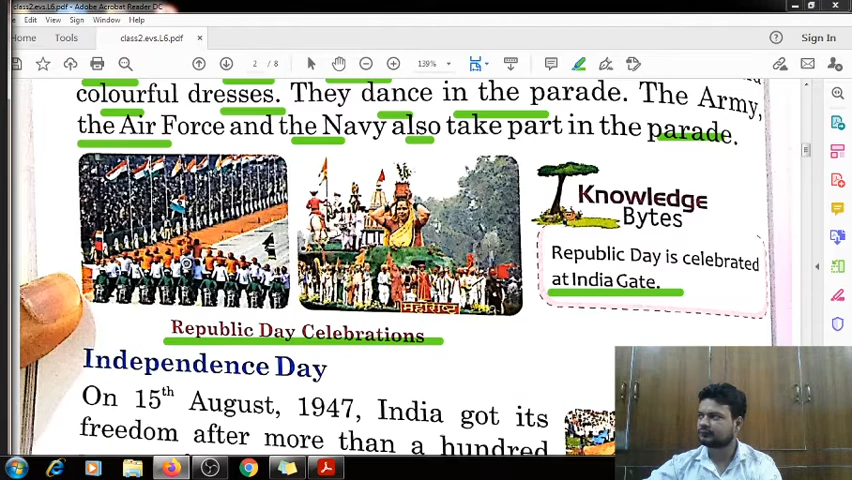 class2.evs.L6.pdf - Adobe Acrobat Reader DC
Edit View Sign Window Help
Home Tools class2.evs.L6.pdf × Sign In
2 / 8 139%
colourful dresses. They dance in the parade. The Army,
the Air Force and the Navy also take part in the parade.
Knowledge
Bytes
Republic Day is celebrated
at India Gate.
महाराष्ट्र
Republic Day Celebrations
Independence Day
On 15th August, 1947, India got its
freedom after more than a hundred